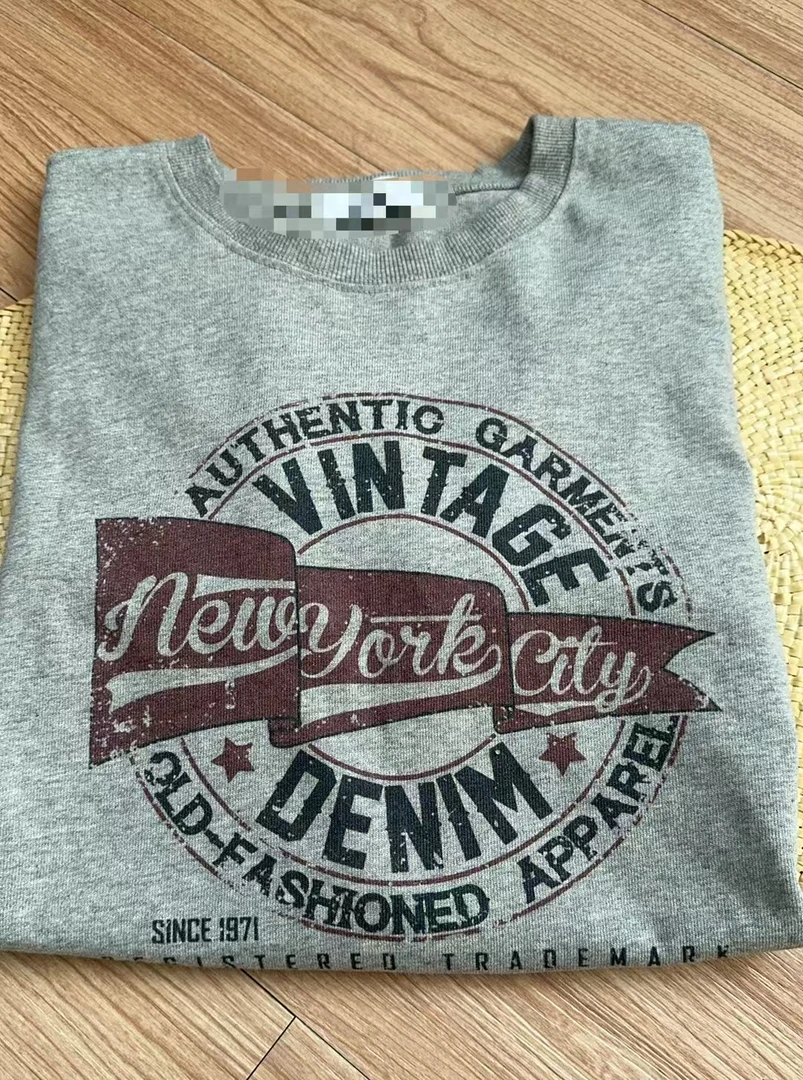 AUTHENTIC GARMENTS
VINTAGE
New York City
DENIM
OLD-FASHIONED APPAREL
SINCE 1971
REGISTERED TRADEMARK